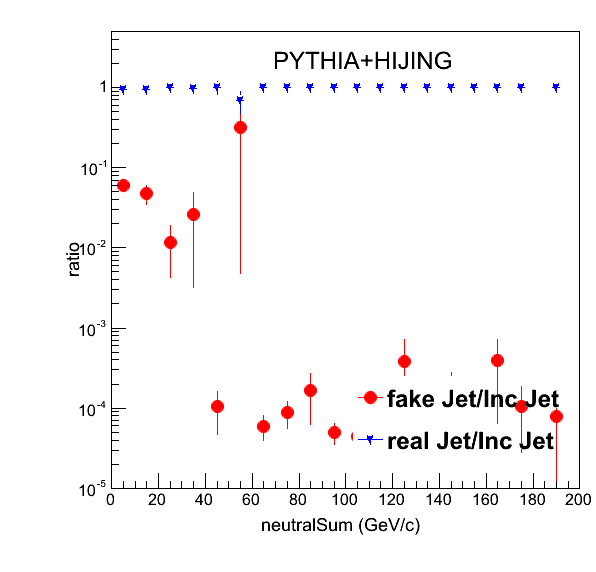 PYTHIA+HIJING
1
10-1
10-2
10-3
10-4
10-5
ratio
fake Jet/Inc Jet
real Jet/Inc Jet
0 20 40 60 80 100 120 140 160 180 200
neutralSum (GeV/c)